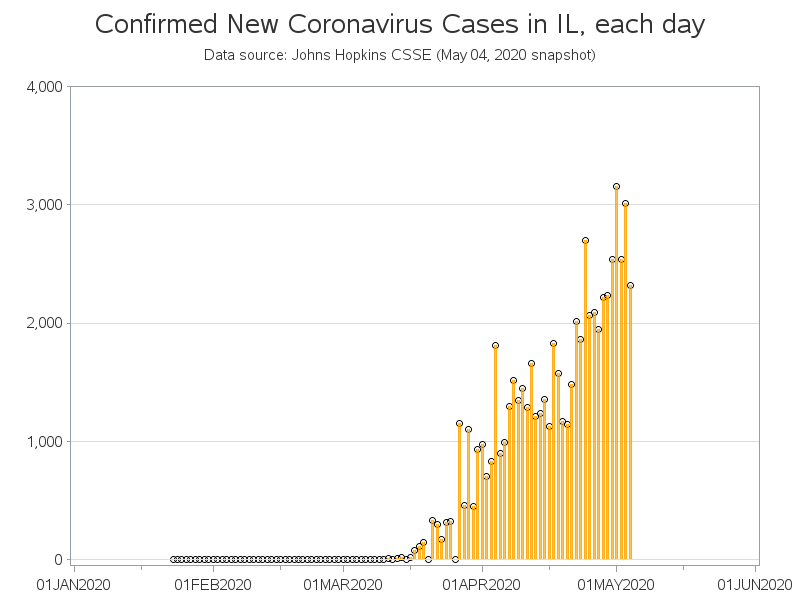 Confirmed New Coronavirus Cases in IL, each day
Data source: Johns Hopkins CSSE (May 04, 2020 snapshot)
4,000
3,000
2,000
1,000
0
01JAN2020 01FEB2020 01MAR2020 01APR2020 01MAY2020 01JUN2020